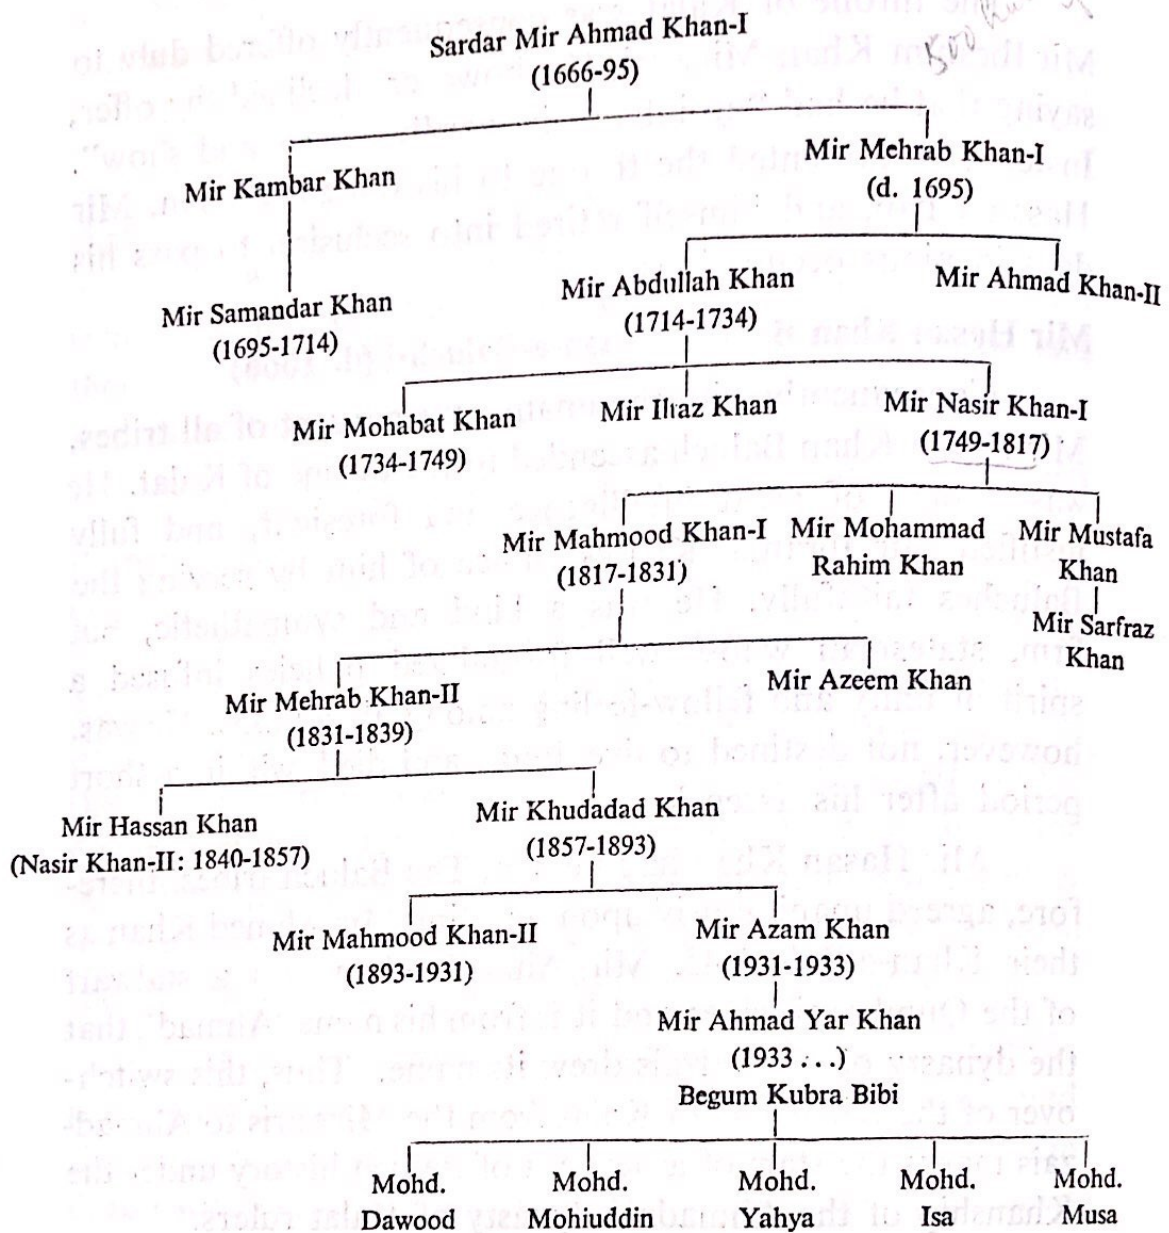 Sardar Mir Ahmad Khan-I
(1666-95)
Mir Kambar Khan
Mir Mehrab Khan-I
(d. 1695)
Mir Samandar Khan
(1695-1714)
Mir Abdullah Khan
(1714-1734)
Mir Ahmad Khan-II
Mir Mohabat Khan
(1734-1749)
Mir Iltaz Khan
Mir Nasir Khan-I
(1749-1817)
Mir Mahmood Khan-I
(1817-1831)
Mir Mohammad
Rahim Khan
Mir Mustafa
Khan
Mir Sarfraz
Khan
Mir Mehrab Khan-II
(1831-1839)
Mir Azeem Khan
Mir Hassan Khan
(Nasir Khan-II: 1840-1857)
Mir Khudadad Khan
(1857-1893)
Mir Mahmood Khan-II
(1893-1931)
Mir Azam Khan
(1931-1933)
Mir Ahmad Yar Khan
(1933 . . .)
Begum Kubra Bibi
Mohd.
Dawood
Mohd.
Mohiuddin
Mohd.
Yahya
Mohd.
Isa
Mohd.
Musa